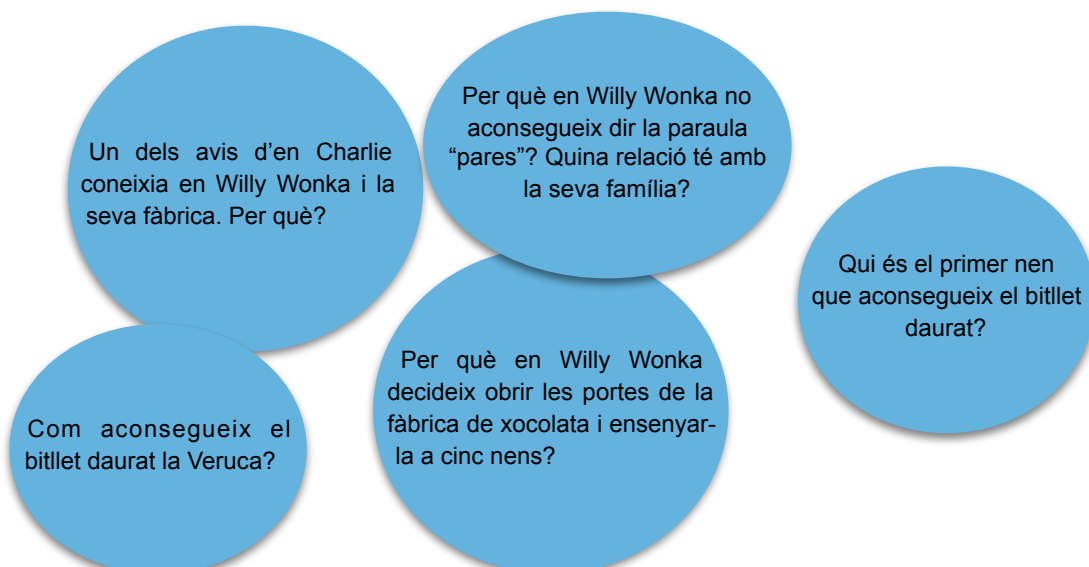 Un dels avis d’en Charlie
coneixia en Willy Wonka i la
seva fàbrica. Per què?
Per què en Willy Wonka no
aconsegueix dir la paraula
“pares”? Quina relació té amb
la seva família?
Qui és el primer nen
que aconsegueix el bitllet
daurat?
Com aconsegueix el
bitllet daurat la Veruca?
Per què en Willy Wonka
decideix obrir les portes de la
fàbrica de xocolata i ensenyar-
la a cinc nens?